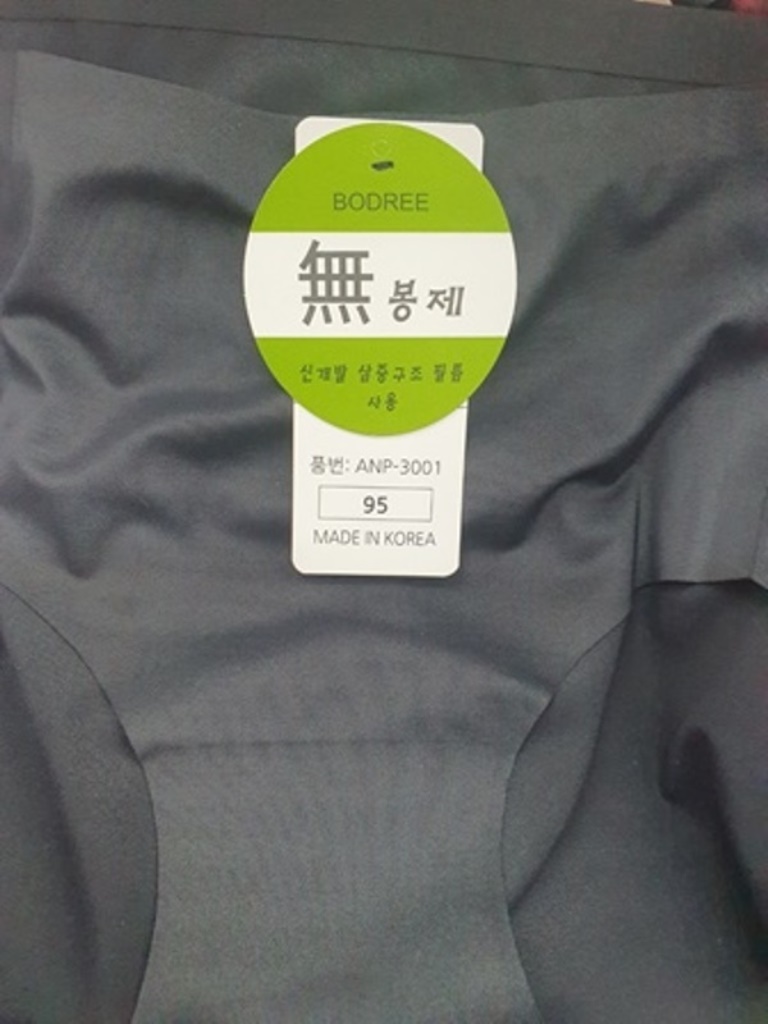 BODREE
無봉제
신개발 삼중구조 필름
사용
품번: ANP-3001
95
MADE IN KOREA